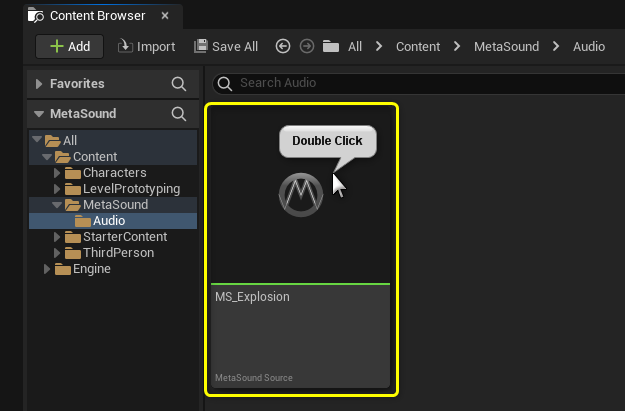 Content Browser
Add
Import
Save All
All
Content
MetaSound
Audio
Favorites
Search Audio
MetaSound
All
Content
Characters
LevelPrototyping
MetaSound
Audio
StarterContent
ThirdPerson
Engine
Double Click
MS_Explosion
MetaSound Source